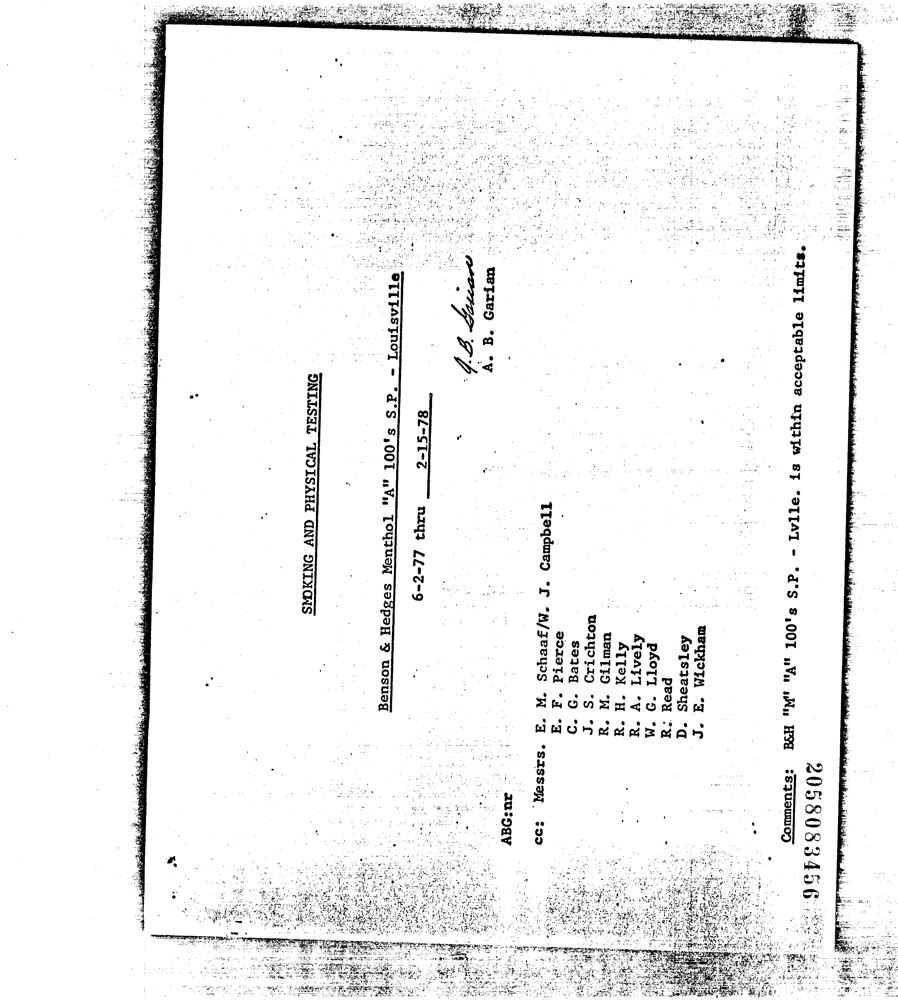 SMOKING AND PHYSICAL TESTING
Benson & Hedges Menthol "A" 100's S.P. - Louisville
6-2-77 thru 2-15-78
A. B. Garian
A. B. Garian
ABG:nr
cc: Messrs. E. M. Schaaf/W. J. Campbell
E. F. Pierce
C. G. Bates
J. S. Crichton
R. M. Gilman
R. H. Kelly
R. A. Lively
W. G. Lloyd
R. Read
D. Sheatsley
J. E. Wickham
Comments: B&H "M" "A" 100's S.P. - Lvlle. is within acceptable limits.
2058083456